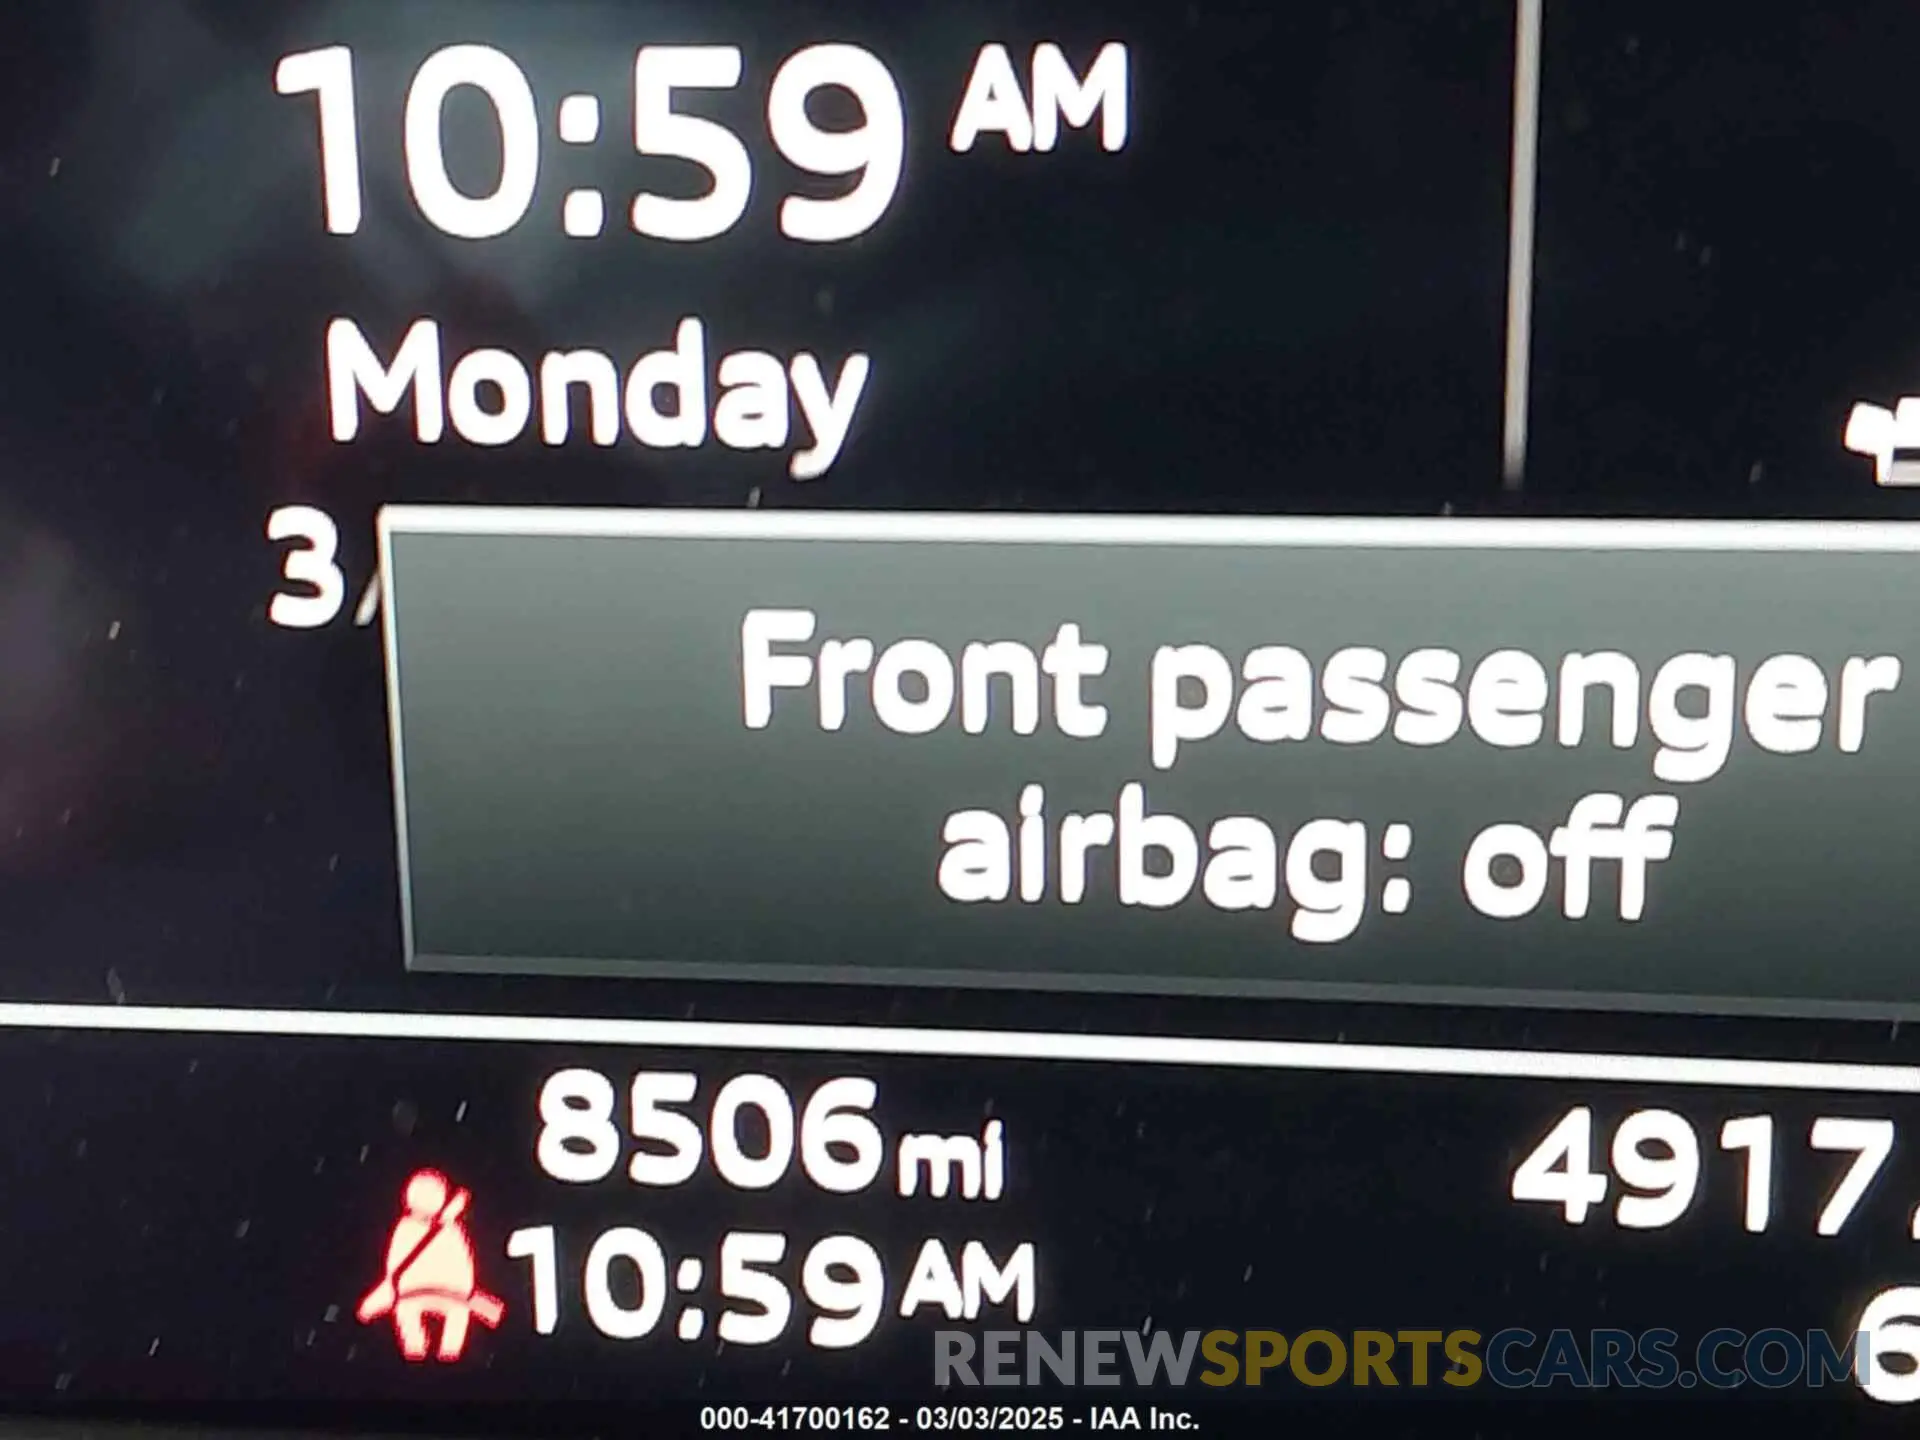 10:59 AM
Monday
3/
Front passenger
airbag: off
8506 mi
4917.
10:59 AM
6
RENEWSPORTSCARS.COM
000-41700162 - 03/03/2025 - IAA Inc.